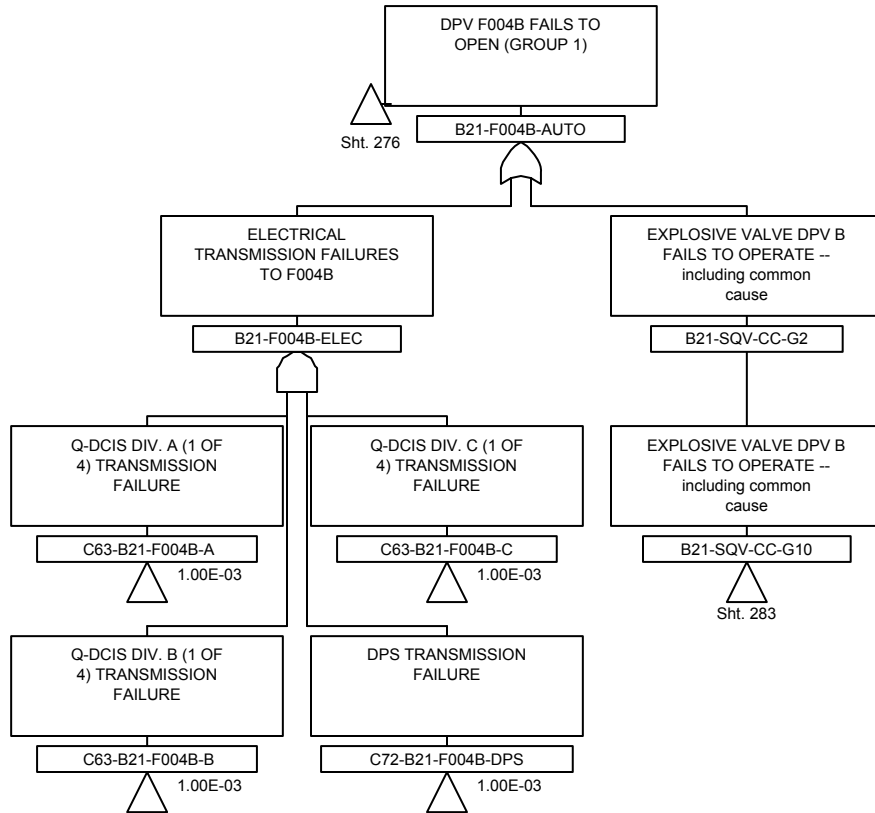 DPV F004B FAILS TO
OPEN (GROUP 1)
Sht. 276
B21-F004B-AUTO
ELECTRICAL
TRANSMISSION FAILURES
TO F004B
B21-F004B-ELEC
EXPLOSIVE VALVE DPV B
FAILS TO OPERATE --
including common
cause
B21-SQV-CC-G2
Q-DCIS DIV. A (1 OF
4) TRANSMISSION
FAILURE
C63-B21-F004B-A
1.00E-03
Q-DCIS DIV. C (1 OF
4) TRANSMISSION
FAILURE
C63-B21-F004B-C
1.00E-03
EXPLOSIVE VALVE DPV B
FAILS TO OPERATE --
including common
cause
B21-SQV-CC-G10
Sht. 283
Q-DCIS DIV. B (1 OF
4) TRANSMISSION
FAILURE
C63-B21-F004B-B
1.00E-03
DPS TRANSMISSION
FAILURE
C72-B21-F004B-DPS
1.00E-03